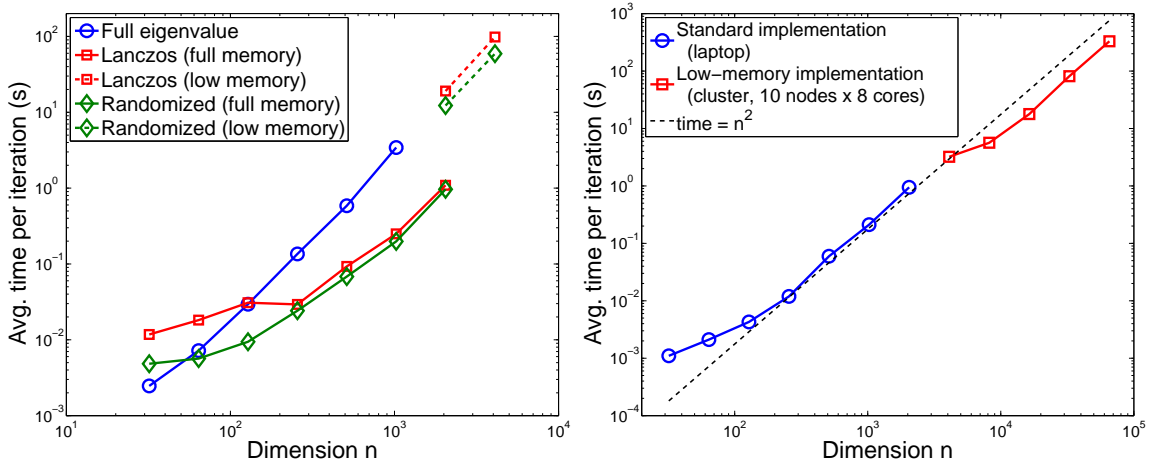 Full eigenvalue
Lanczos (full memory)
Lanczos (low memory)
Randomized (full memory)
Randomized (low memory)
10^2
10^1
10^0
10^−1
10^−2
10^−3
Avg. time per iteration (s)
10^1
10^2
10^3
10^4
Dimension n
Standard implementation
(laptop)
Low−memory implementation
(cluster, 10 nodes x 8 cores)
time = n^2
10^3
10^2
10^1
10^0
10^−1
10^−2
10^−3
10^−4
Avg. time per iteration (s)
10^2
10^3
10^4
10^5
Dimension n